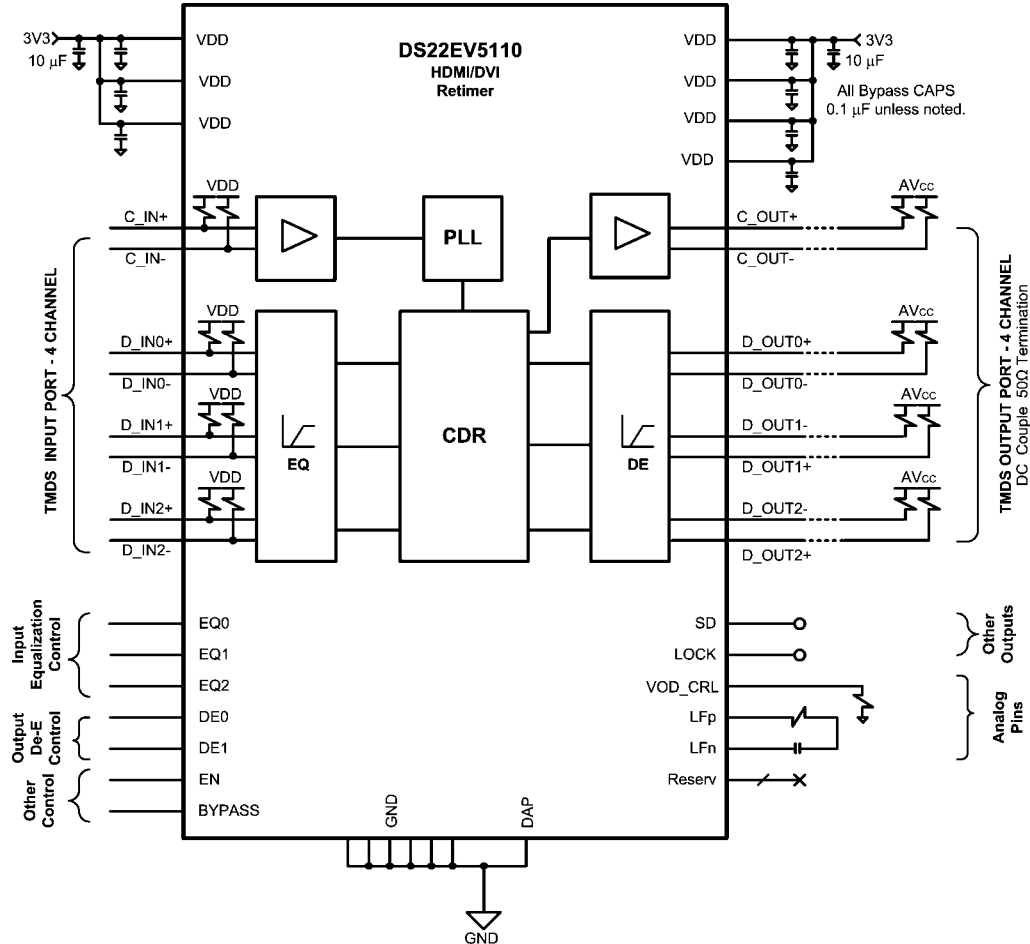 DS22EV5110
HDMI/DVI
Retimer
3V3
10 µF
VDD
VDD
VDD
VDD
VDD
VDD
VDD
3V3
10 µF
All Bypass CAPS
0.1 µF unless noted.
TMDS INPUT PORT - 4 CHANNEL
VDD
C_IN+
C_IN-
VDD
D_IN0+
D_IN0-
VDD
D_IN1+
D_IN1-
VDD
D_IN2+
D_IN2-
PLL
EQ
CDR
DE
AVCC
C_OUT+
C_OUT-
AVCC
D_OUT0+
D_OUT0-
AVCC
D_OUT1-
D_OUT1+
AVCC
D_OUT2-
D_OUT2+
TMDS OUTPUT PORT - 4 CHANNEL
DC Couple 50Ω Termination
Input
Equalization
Control
EQ0
EQ1
EQ2
Output
De-E
Control
DE0
DE1
Other
Control
EN
BYPASS
SD
LOCK
Other
Outputs
VOD_CRL
LFp
LFn
Analog
Pins
Reserv
GND
DAP
GND